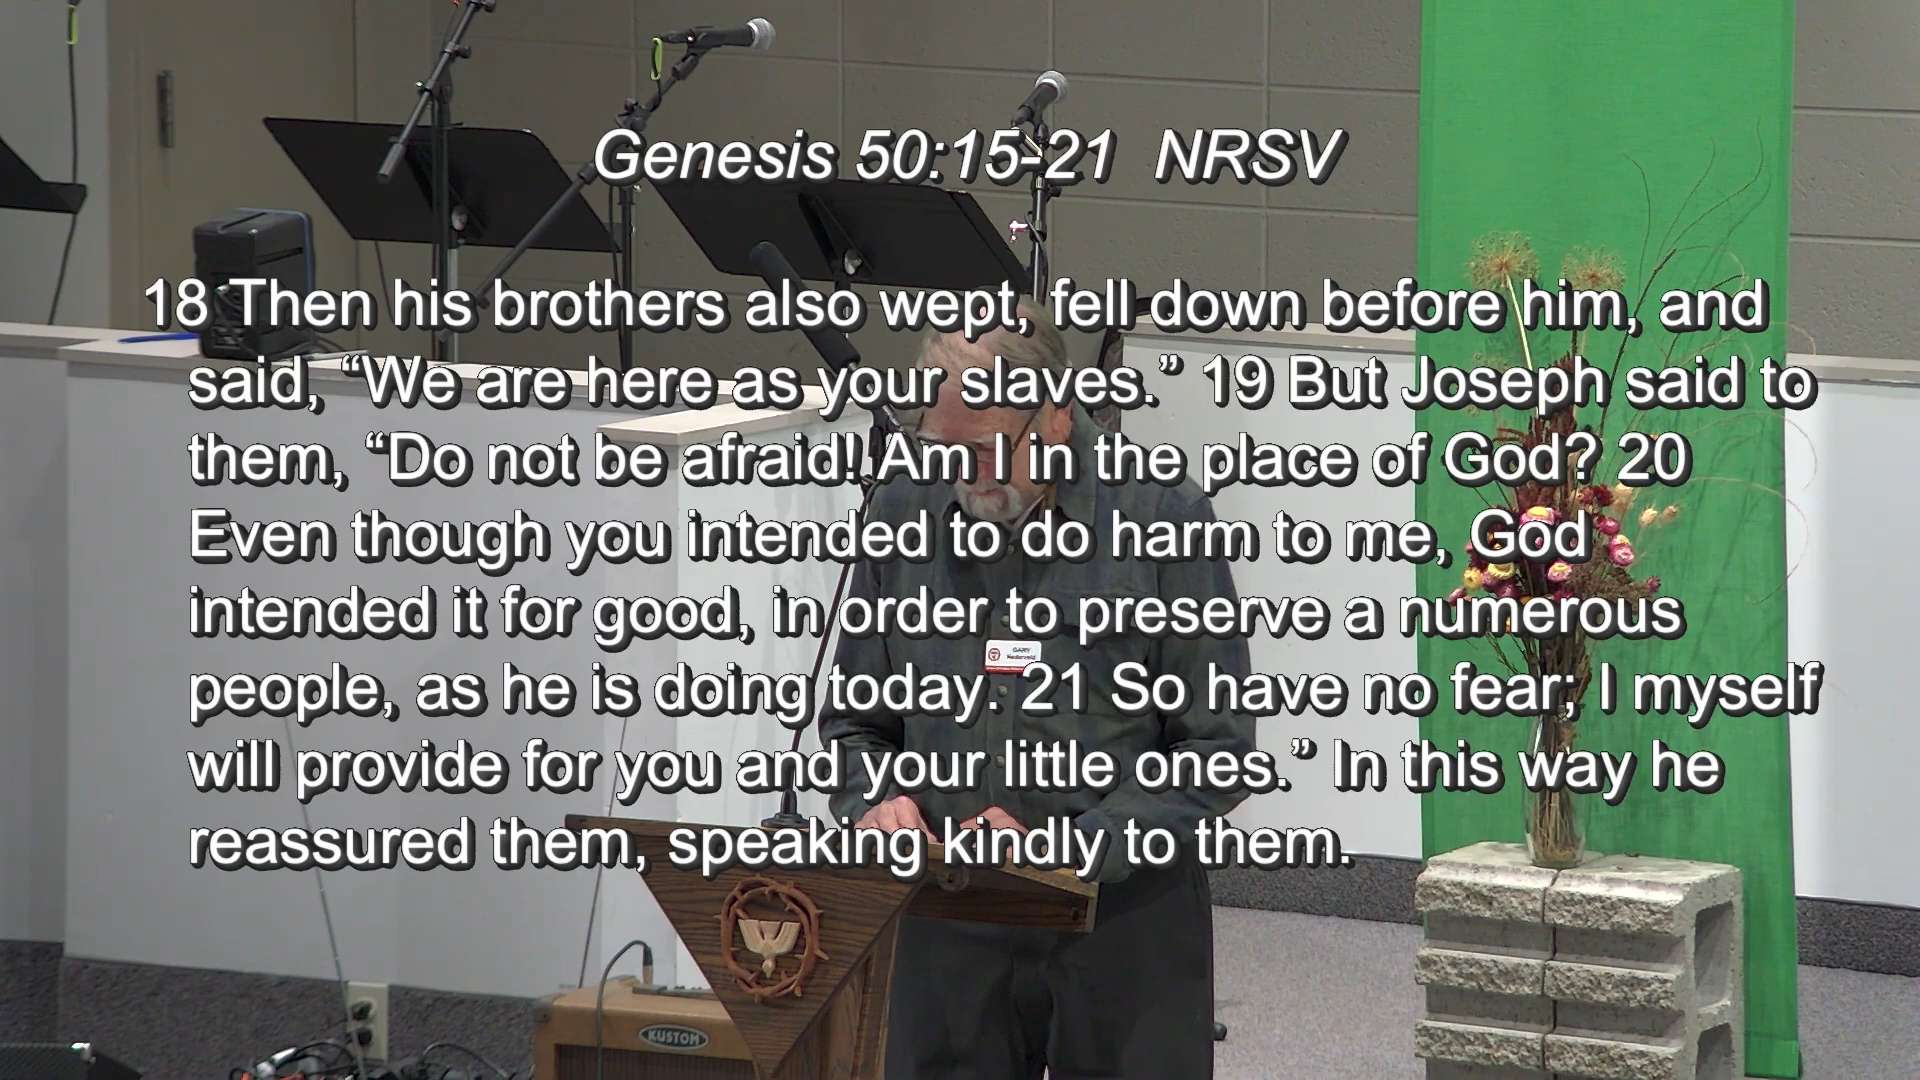 Genesis 50:15-21 NRSV
18 Then his brothers also wept, fell down before him, and
said, “We are here as your slaves.” 19 But Joseph said to
them, “Do not be afraid! Am I in the place of God? 20
Even though you intended to do harm to me, God
intended it for good, in order to preserve a numerous
people, as he is doing today. 21 So have no fear; I myself
will provide for you and your little ones.” In this way he
reassured them, speaking kindly to them.
GARY
KUSTOM